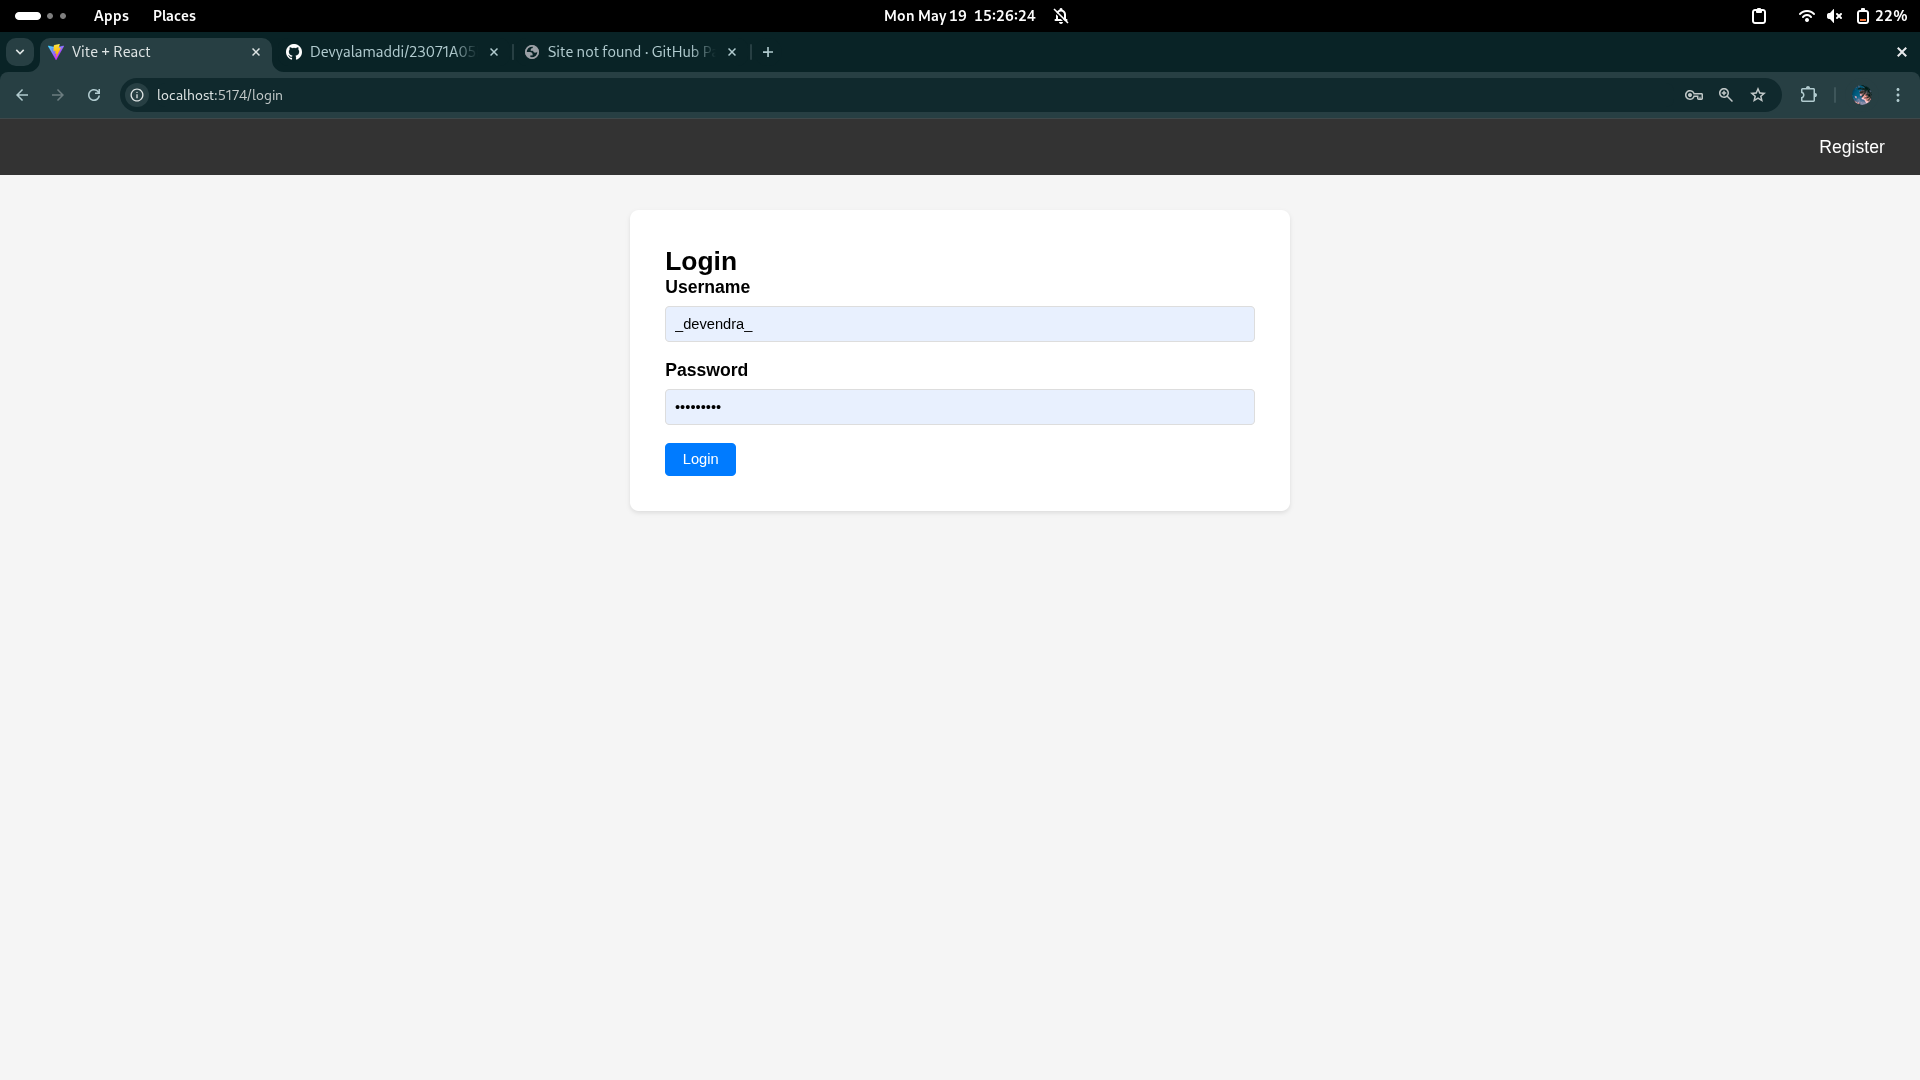 Apps Places Mon May 19 15:26:24 22%
Vite + React Devyalamaddi/23071A05 Site not found · GitHub P
localhost:5174/login
Register
Login
Username
_devendra_
Password
•••••••••
Login